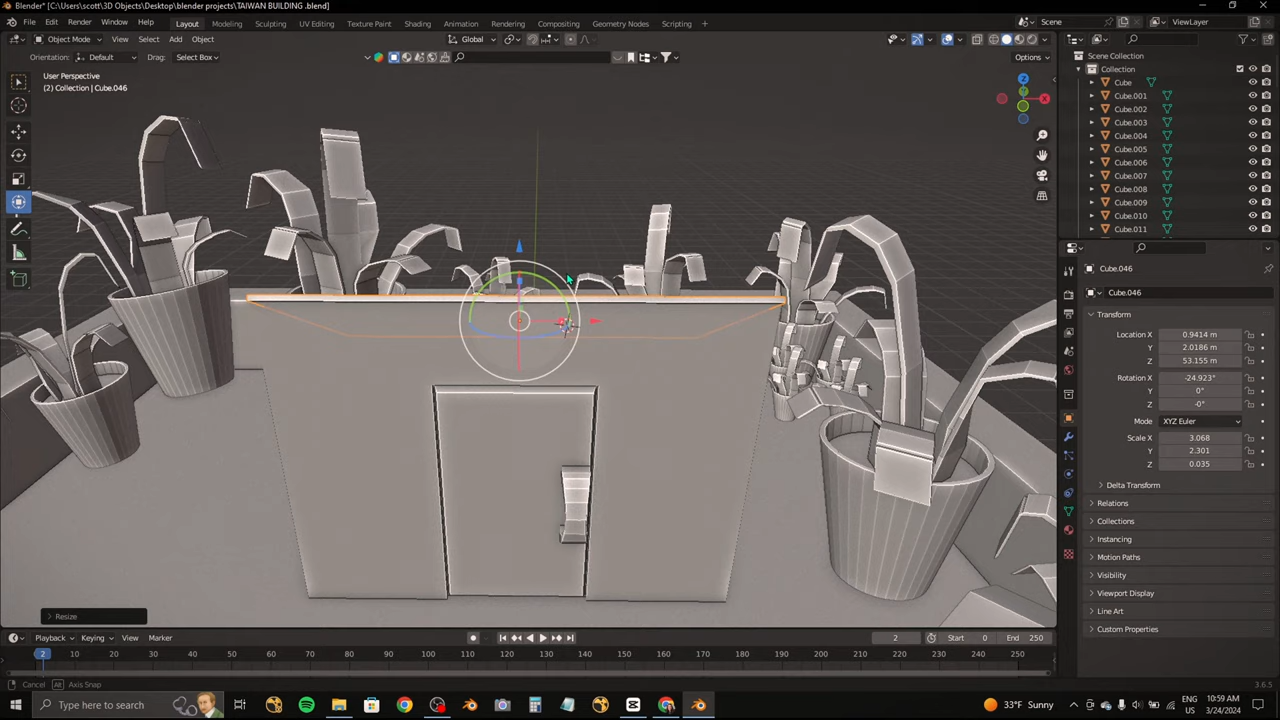 Blender* [C:\Users\scott\3D Objects\Desktop\blender projects\TAIWAN BUILDING .blend]
File Edit Render Window Help Layout Modeling Sculpting UV Editing Texture Paint Shading Animation Rendering Compositing Geometry Nodes Scripting + Scene ViewLayer
Object Mode View Select Add Object Global
Orientation: Default Drag: Select Box Options
User Perspective
(2) Collection | Cube.046
Scene Collection
Collection
Cube
Cube.001
Cube.002
Cube.003
Cube.004
Cube.005
Cube.006
Cube.007
Cube.008
Cube.009
Cube.010
Cube.011
Cube.046
Cube.046
Transform
Location X 0.9414 m
Y 2.0186 m
Z 53.155 m
Rotation X -24.923°
Y 0°
Z -0°
Mode XYZ Euler
Scale X 3.068
Y 2.301
Z 0.035
Delta Transform
Relations
Collections
Instancing
Motion Paths
Visibility
Viewport Display
Line Art
Custom Properties
Resize
Playback Keying View Marker 2 Start 0 End 250
2 10 20 30 40 50 60 70 80 90 100 110 120 130 140 150 160 170 180 190 200 210 220 230 240 250
Cancel Alt Axis Snap 3.6.5
Type here to search 33°F Sunny ENG US 10:59 AM 3/24/2024